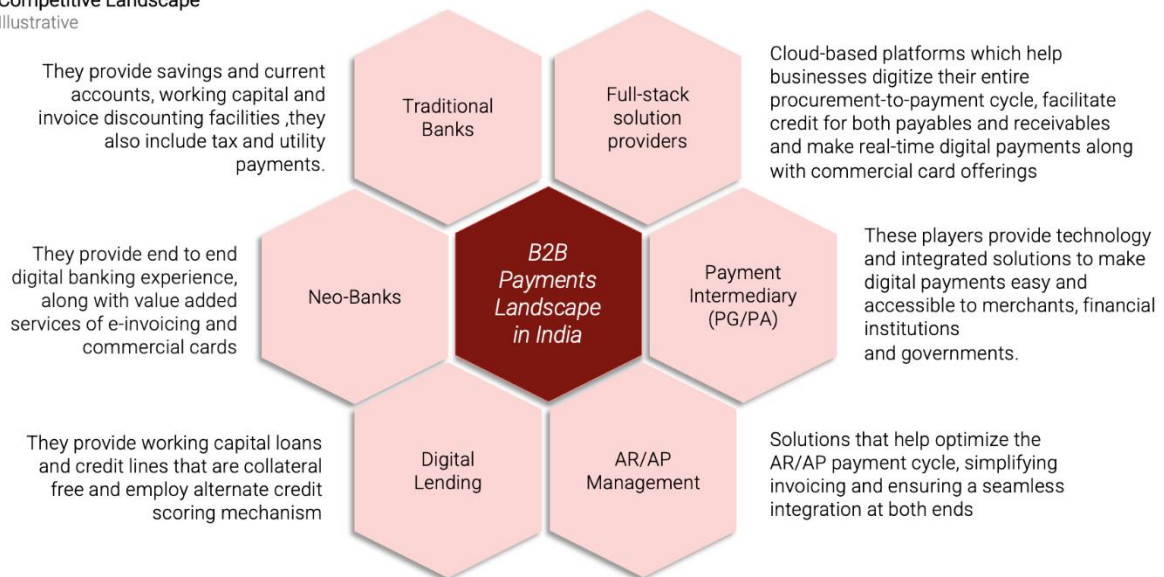 Competitive Landscape
Illustrative
They provide savings and current
accounts, working capital and
invoice discounting facilities ,they
also include tax and utility
payments.
Traditional
Banks
Full-stack
solution
providers
Cloud-based platforms which help
businesses digitize their entire
procurement-to-payment cycle, facilitate
credit for both payables and receivables
and make real-time digital payments along
with commercial card offerings
They provide end to end
digital banking experience,
along with value added
services of e-invoicing and
commercial cards
Neo-Banks
B2B
Payments
Landscape
in India
Payment
Intermediary
(PG/PA)
These players provide technology
and integrated solutions to make
digital payments easy and
accessible to merchants, financial
institutions
and governments.
They provide working capital loans
and credit lines that are collateral
free and employ alternate credit
scoring mechanism
Digital
Lending
AR/AP
Management
Solutions that help optimize the
AR/AP payment cycle, simplifying
invoicing and ensuring a seamless
integration at both ends